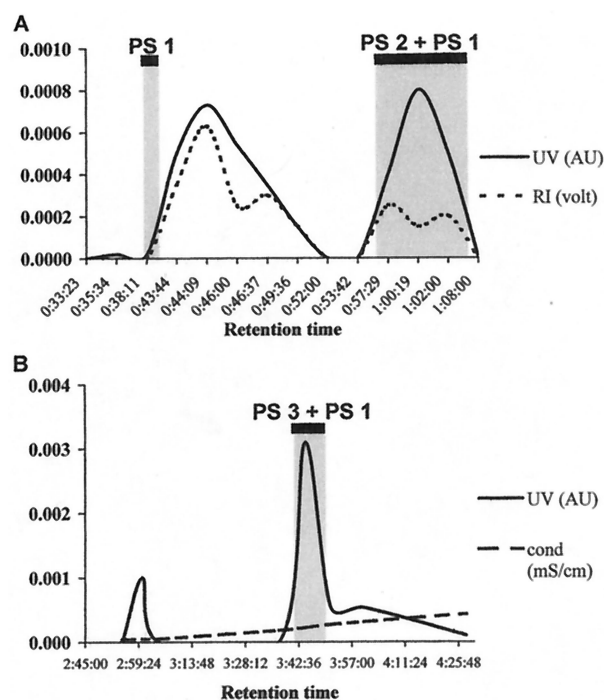 A
PS 1
PS 2 + PS 1
0.0010
0.0008
0.0006
0.0004
0.0002
0.0000
UV (AU)
RI (volt)
0:33:23
0:35:34
0:38:11
0:43:44
0:44:09
0:46:00
0:46:37
0:49:36
0:52:00
0:53:42
0:57:29
1:00:19
1:02:00
1:08:00
Retention time
B
PS 3 + PS 1
0.004
0.003
0.002
0.001
0.000
UV (AU)
cond
(mS/cm)
2:45:00 2:59:24 3:13:48 3:28:12 3:42:36 3:57:00 4:11:24 4:25:48
Retention time